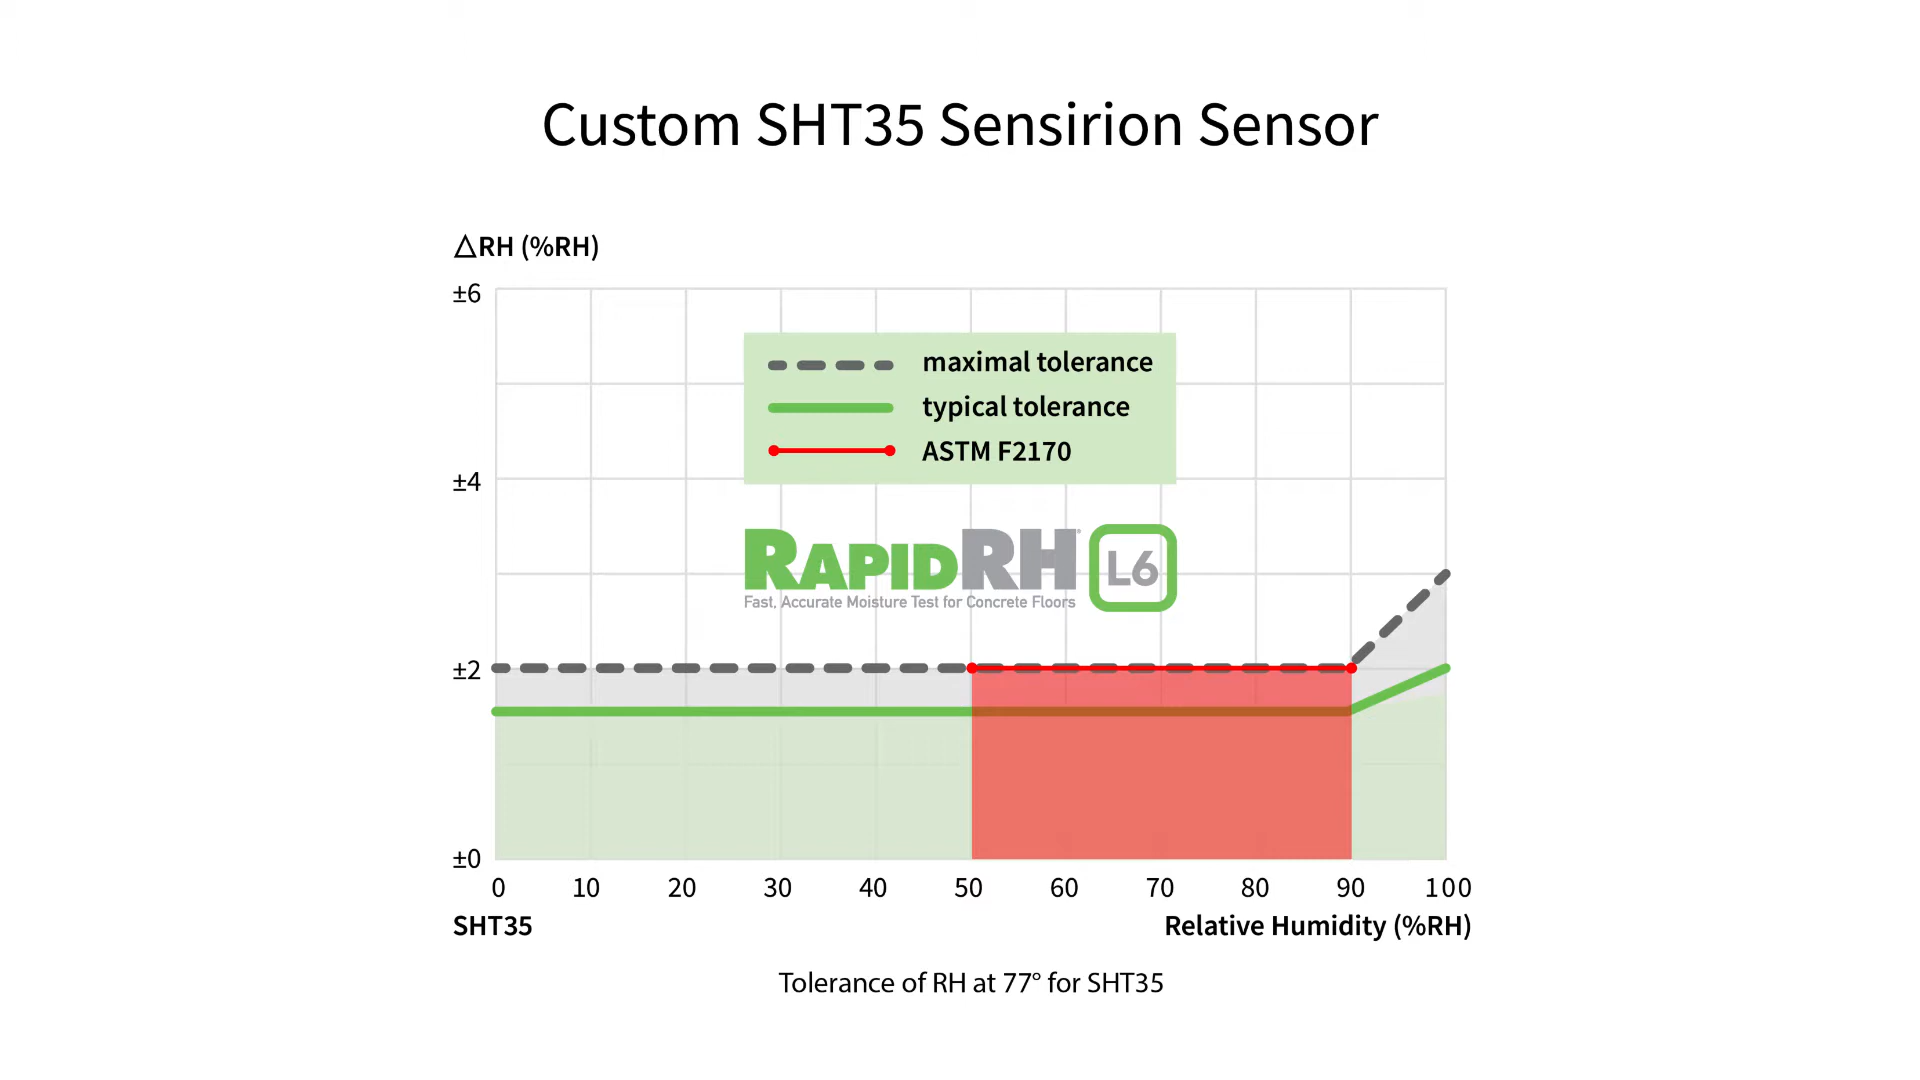 Custom SHT35 Sensirion Sensor
△RH (%RH)
±6
maximal tolerance
typical tolerance
ASTM F2170
±4
RAPIDRH® L6
Fast, Accurate Moisture Test for Concrete Floors
±2
±0
0 10 20 30 40 50 60 70 80 90 100
SHT35 Relative Humidity (%RH)
Tolerance of RH at 77° for SHT35